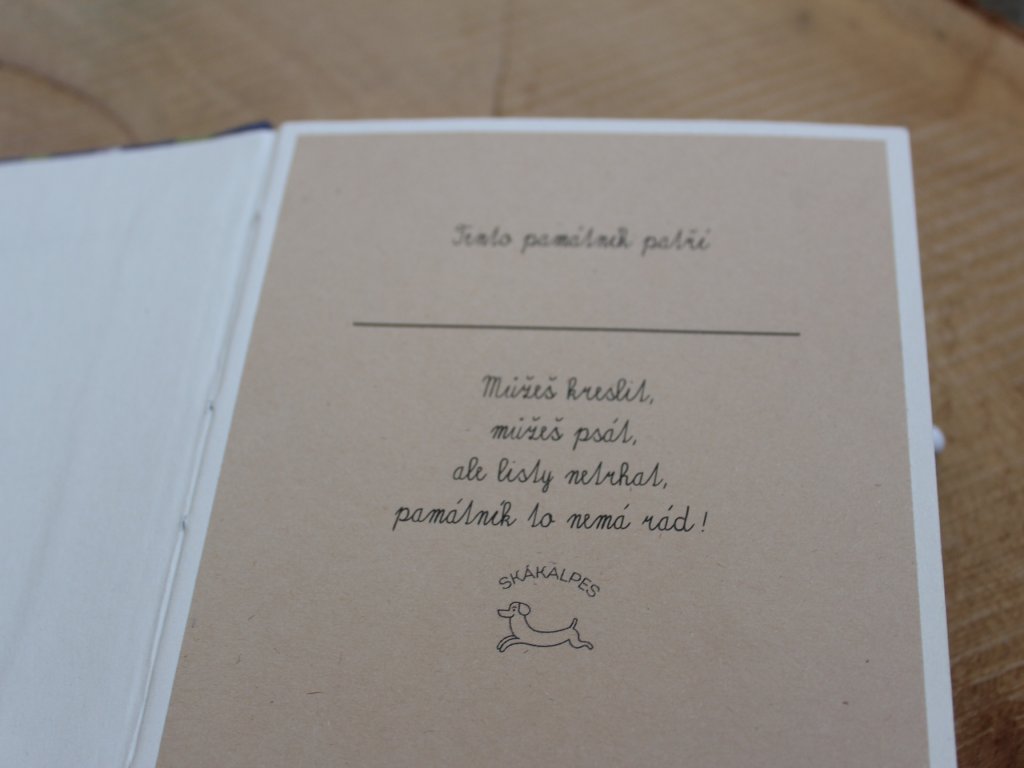 Tento památník patří
Můžeš kreslit,
můžeš psát,
ale listy netrhat,
památník to nemá rád!
SKÁKALPES